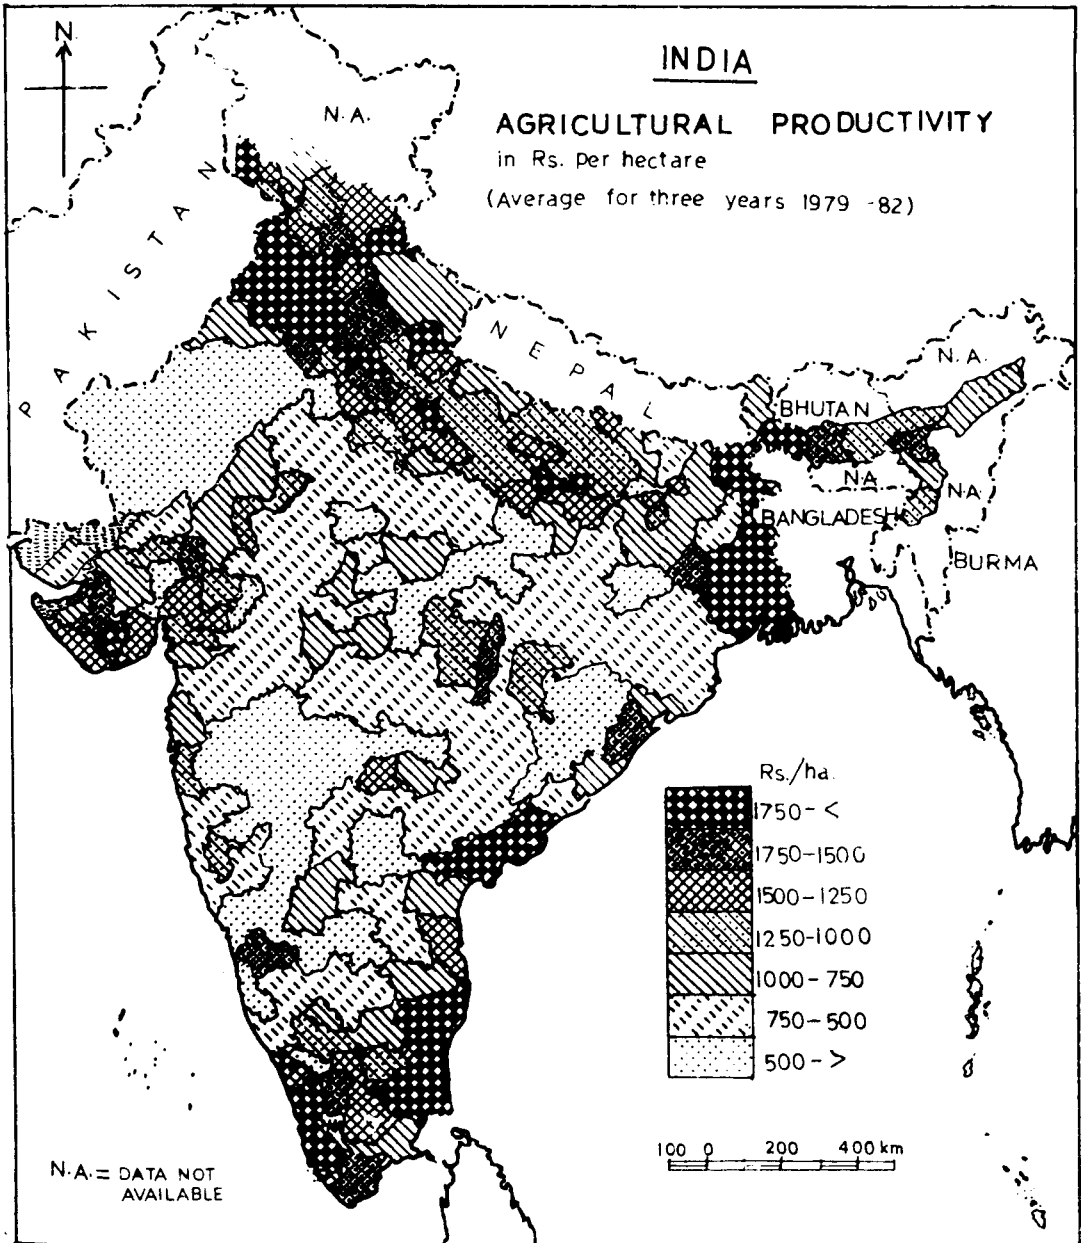 N
INDIA
AGRICULTURAL PRODUCTIVITY
in Rs. per hectare
(Average for three years 1979 -82)
N.A.
PAKISTAN
NEPAL
N.A.
BHUTAN
N.A
N.A.
BANGLADESH
BURMA
Rs./ha.
1750-<
1750-1500
1500-1250
1250-1000
1000-750
750-500
500->
100 0 200 400 km
N.A.= DATA NOT
AVAILABLE